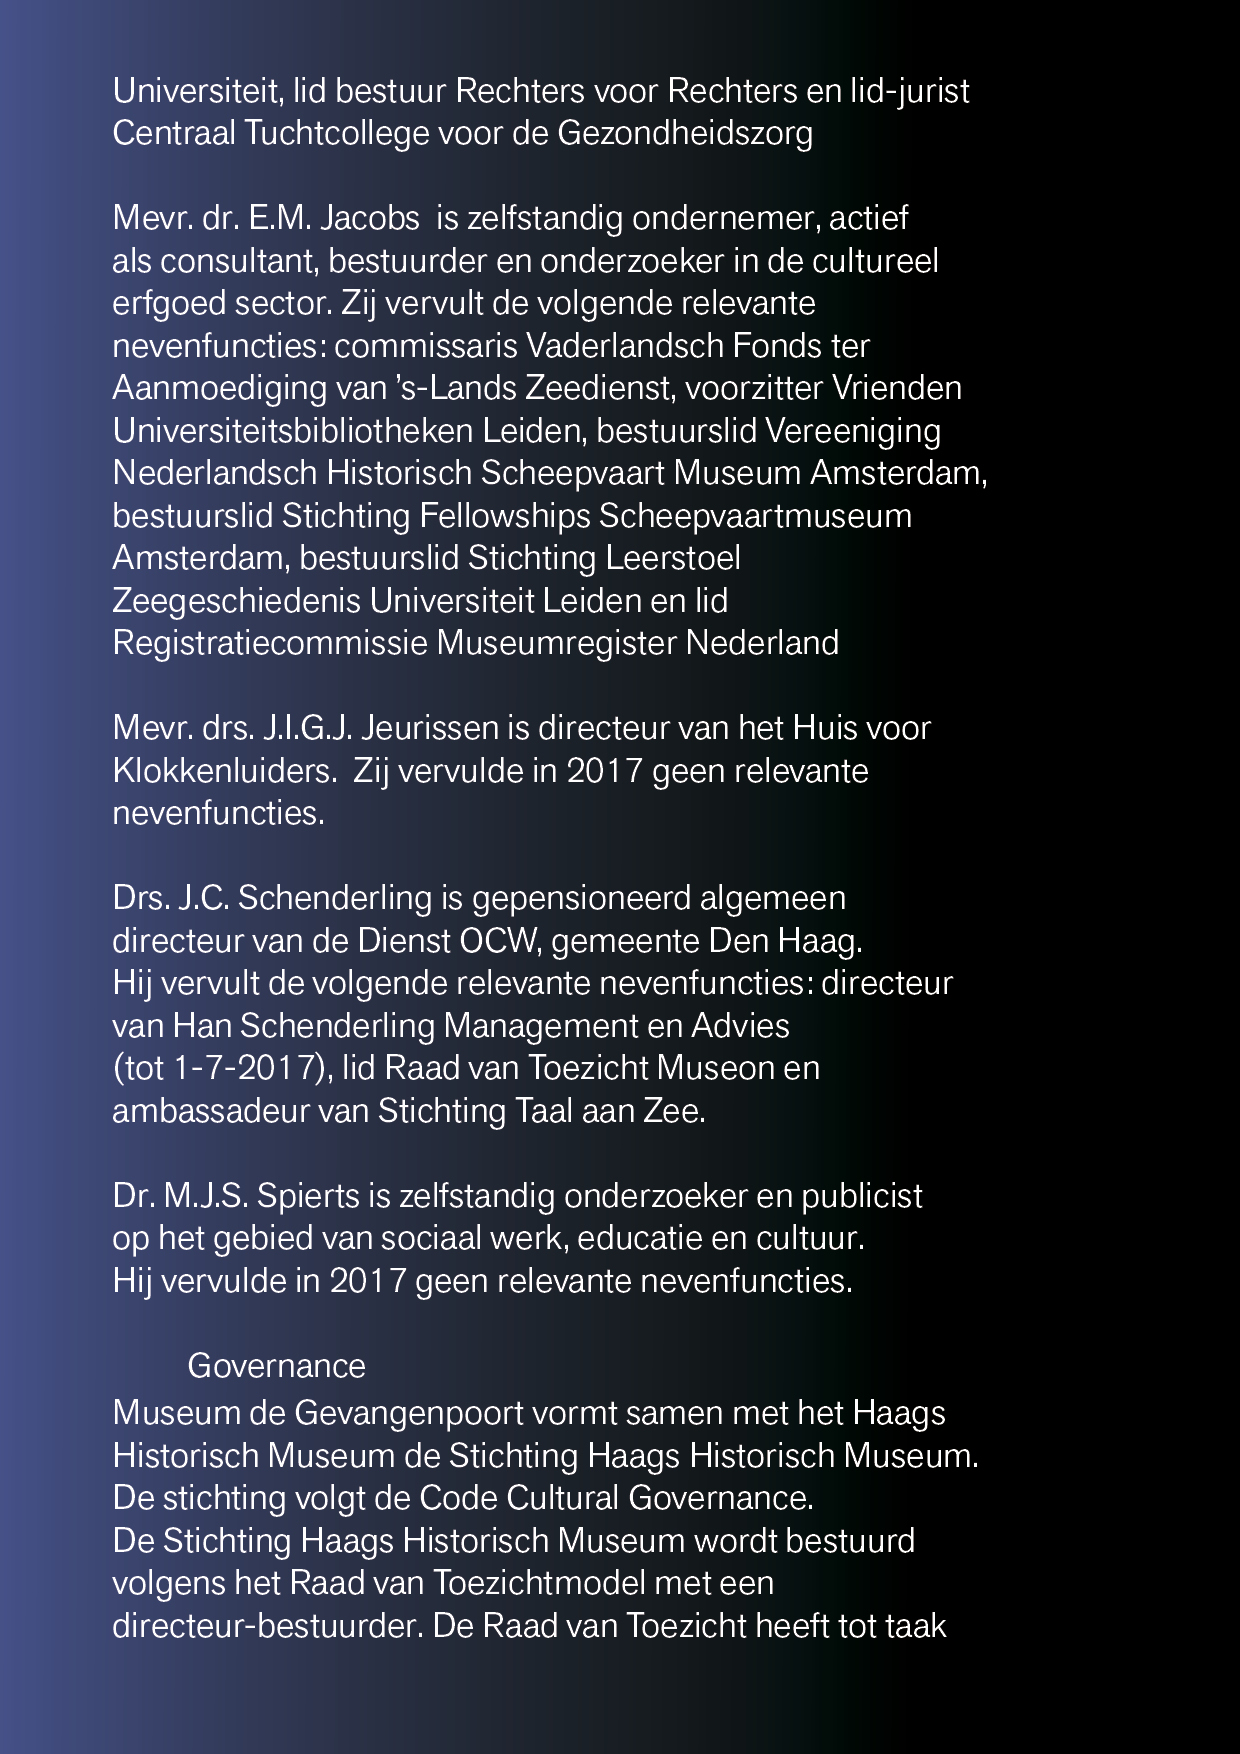 Universiteit, lid bestuur Rechters voor Rechters en lid-jurist
Centraal Tuchtcollege voor de Gezondheidszorg
Mevr. dr. E.M. Jacobs  is zelfstandig ondernemer, actief
als consultant, bestuurder en onderzoeker in de cultureel
erfgoed sector. Zij vervult de volgende relevante
nevenfuncties: commissaris Vaderlandsch Fonds ter
Aanmoediging van ’s-Lands Zeedienst, voorzitter Vrienden
Universiteitsbibliotheken Leiden, bestuurslid Vereeniging
Nederlandsch Historisch Scheepvaart Museum Amsterdam,
bestuurslid Stichting Fellowships Scheepvaartmuseum
Amsterdam, bestuurslid Stichting Leerstoel
Zeegeschiedenis Universiteit Leiden en lid
Registratiecommissie Museumregister Nederland
Mevr. drs. J.I.G.J. Jeurissen is directeur van het Huis voor
Klokkenluiders.  Zij vervulde in 2017 geen relevante
nevenfuncties.
Drs. J.C. Schenderling is gepensioneerd algemeen
directeur van de Dienst OCW, gemeente Den Haag.
Hij vervult de volgende relevante nevenfuncties: directeur
van Han Schenderling Management en Advies
(tot 1-7-2017), lid Raad van Toezicht Museon en
ambassadeur van Stichting Taal aan Zee.
Dr. M.J.S. Spierts is zelfstandig onderzoeker en publicist
op het gebied van sociaal werk, educatie en cultuur.
Hij vervulde in 2017 geen relevante nevenfuncties.
Governance
Museum de Gevangenpoort vormt samen met het Haags
Historisch Museum de Stichting Haags Historisch Museum.
De stichting volgt de Code Cultural Governance.
De Stichting Haags Historisch Museum wordt bestuurd
volgens het Raad van Toezichtmodel met een
directeur-bestuurder. De Raad van Toezicht heeft tot taak